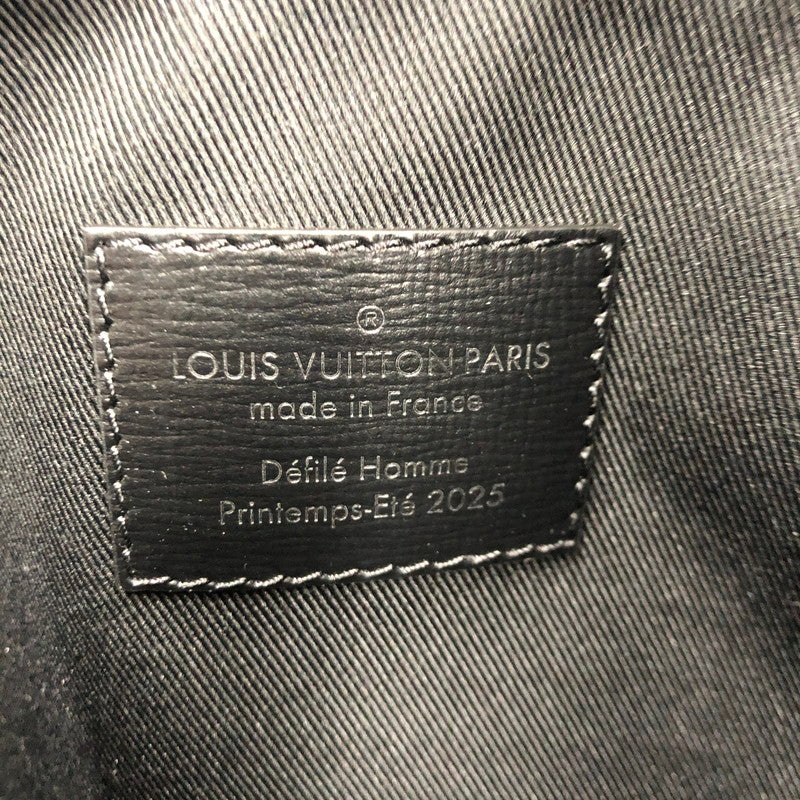 ®
LOUIS VUITTON PARIS
made in France
Défilé Homme
Printemps-Eté 2025